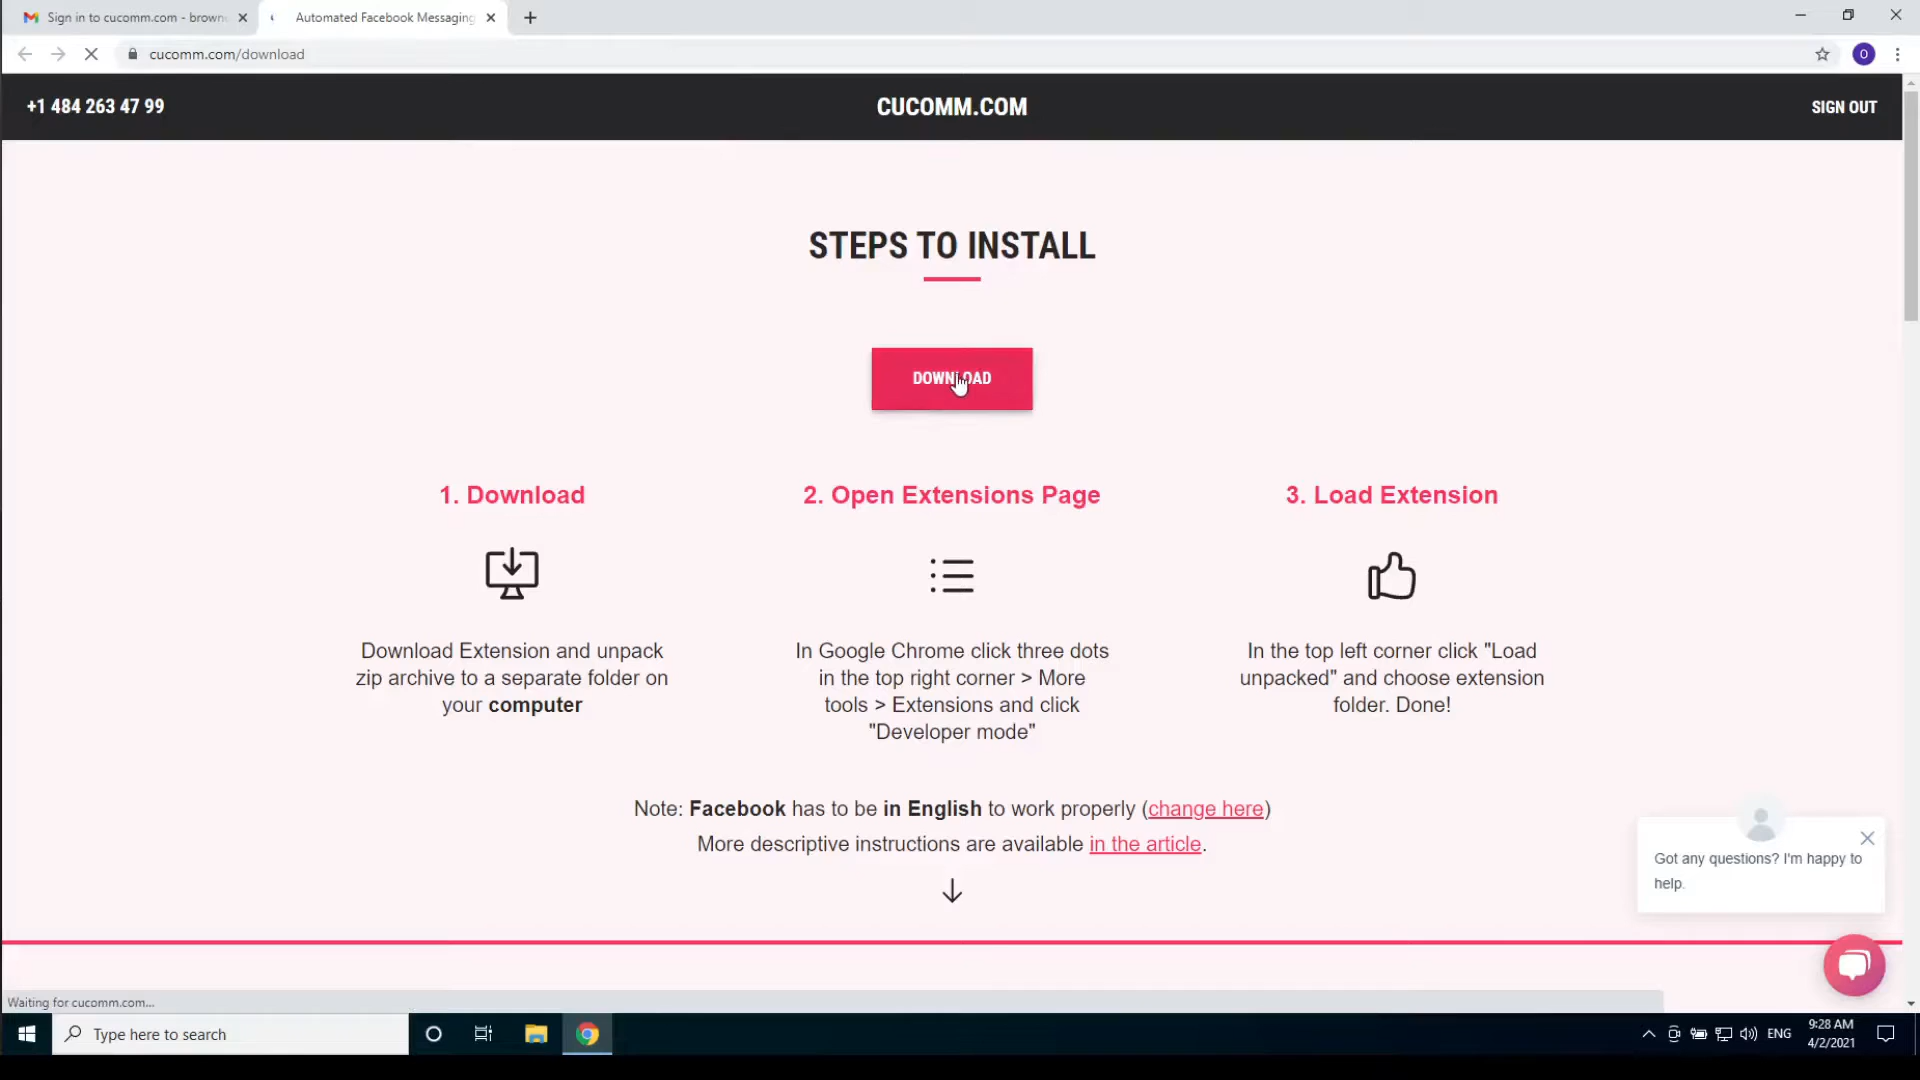 Sign in to cucomm.com - brown
Automated Facebook Messaging
cucomm.com/download
O
+1 484 263 47 99
CUCOMM.COM
SIGN OUT
STEPS TO INSTALL
DOWNLOAD
1. Download
Download Extension and unpack
zip archive to a separate folder on
your computer
2. Open Extensions Page
In Google Chrome click three dots
in the top right corner > More
tools > Extensions and click
"Developer mode"
3. Load Extension
In the top left corner click "Load
unpacked" and choose extension
folder. Done!
Note: Facebook has to be in English to work properly (change here)
More descriptive instructions are available in the article.
Got any questions? I'm happy to
help.
Waiting for cucomm.com...
Type here to search
ENG
9:28 AM
4/2/2021